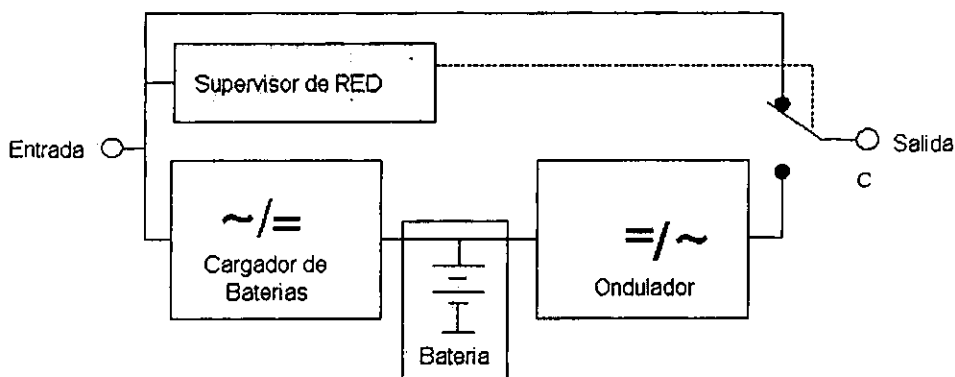 Supervisor de RED
Entrada
Salida
C
~/=
Cargador de
Baterias
=/~
Ondulador
Bateria